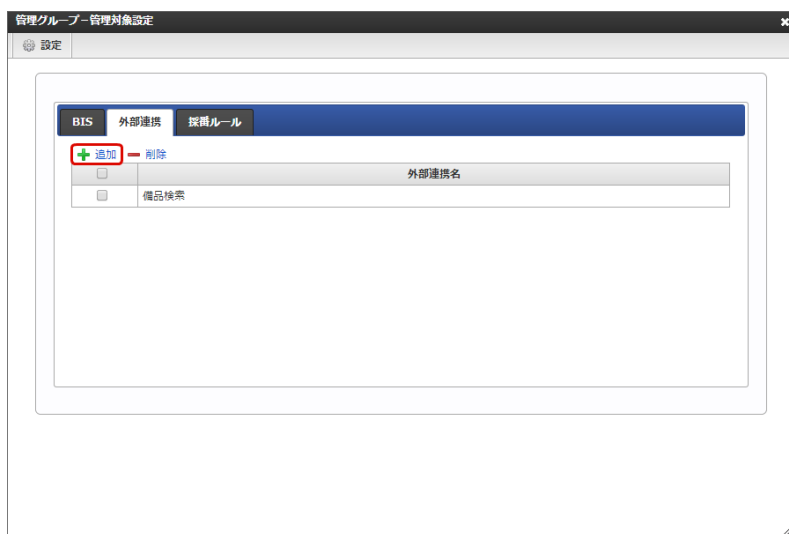 管理グループ－管理対象設定
設定
BIS 外部連携 採番ルール
追加 削除
外部連携名
備品検索